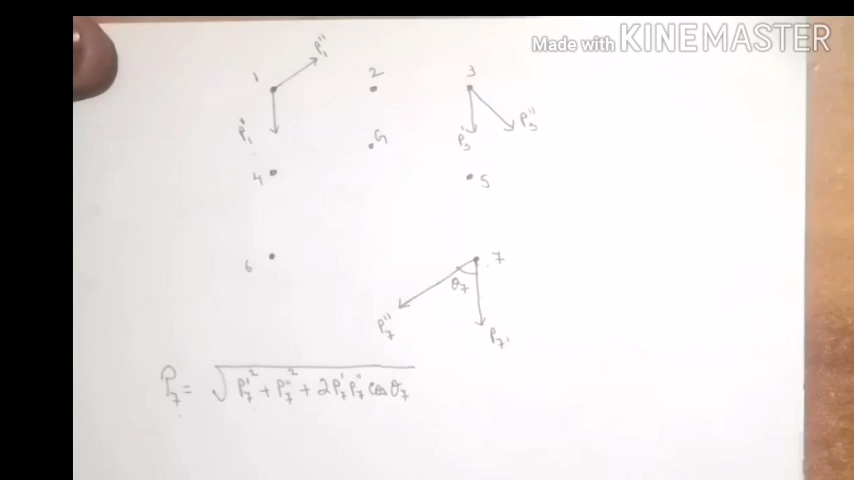 Made with KINEMASTER
P₁''
1
2
3
P₁'
G
P₃'
P₃''
4
5
6
7
θ₇
P₇''
P₇'
P₇ = √P₇'² + P₇''² + 2P₇'P₇'' cos θ₇